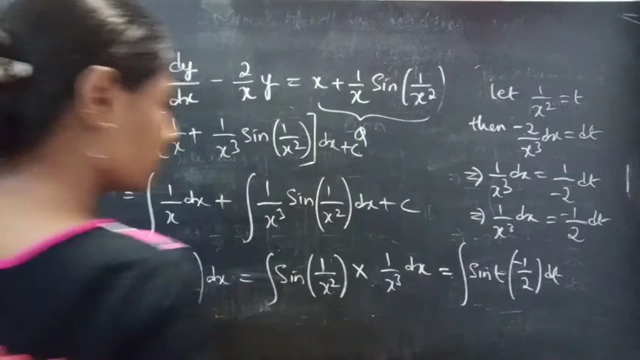 dy/dx - 2/x y = x + 1/x Sin(1/x²)
Q
1/x + 1/x³ Sin(1/x²)] dx + c
= ∫ 1/x dx + ∫ 1/x³ Sin(1/x²) dx + c
) dx = ∫ Sin(1/x²) × 1/x³ dx = ∫ Sin t (-1/2) dt
let 1/x² = t
then -2/x³ dx = dt
⇒ 1/x³ dx = 1/-2 dt
⇒ 1/x³ dx = -1/2 dt